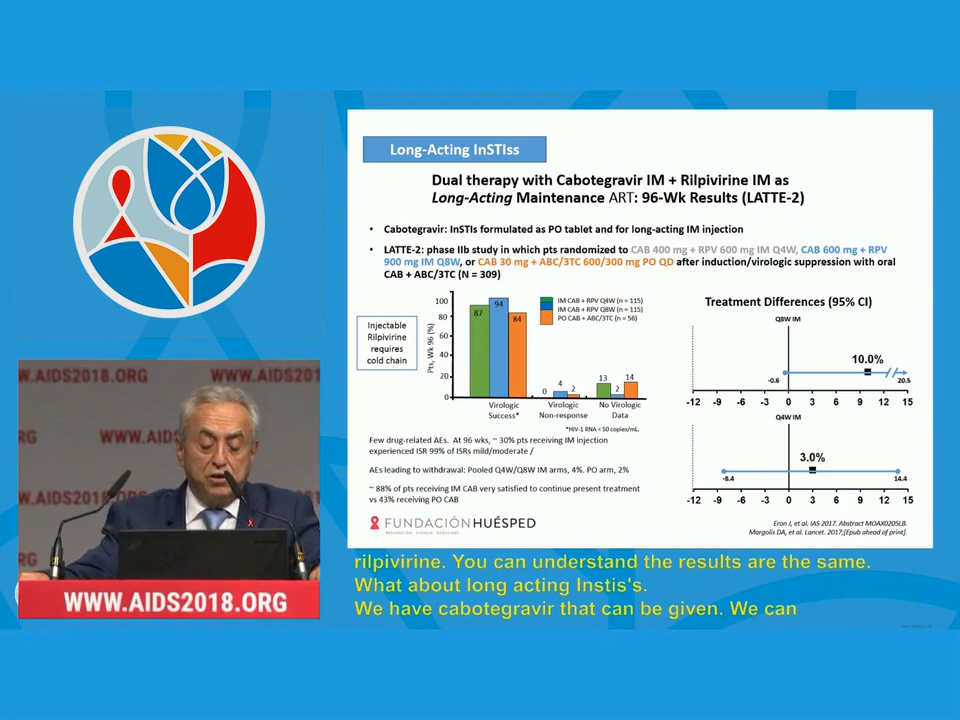 Long-Acting InSTIss
Dual therapy with Cabotegravir IM + Rilpivirine IM as
Long-Acting Maintenance ART: 96-Wk Results (LATTE-2)
• Cabotegravir: InSTIs formulated as PO tablet and for long-acting IM injection
• LATTE-2: phase IIb study in which pts randomized to CAB 400 mg + RPV 600 mg IM Q4W, CAB 600 mg + RPV
900 mg IM Q8W, or CAB 30 mg + ABC/3TC 600/300 mg PO QD after induction/virologic suppression with oral
CAB + ABC/3TC (N = 309)
Injectable
Rilpivirine
requires
cold chain
Pts, Wk 96 (%)
100
80
60
40
20
0
87
94
84
0
4
2
13
2
14
IM CAB + RPV Q4W (n = 115)
IM CAB + RPV Q8W (n = 115)
PO CAB + ABC/3TC (n = 56)
Virologic
Success*
Virologic
Non-response
No Virologic
Data
*HIV-1 RNA < 50 copies/mL.
Treatment Differences (95% CI)
Q8W IM
10.0%
-0.6
20.5
-12 -9 -6 -3 0 3 6 9 12 15
Q4W IM
3.0%
-8.4
14.4
-12 -9 -6 -3 0 3 6 9 12 15
Few drug-related AEs. At 96 wks, ~ 30% pts receiving IM injection
experienced ISR 99% of ISRs mild/moderate /
AEs leading to withdrawal: Pooled Q4W/Q8W IM arms, 4%. PO arm, 2%
~ 88% of pts receiving IM CAB very satisfied to continue present treatment
vs 43% receiving PO CAB
FUNDACIÓN HUÉSPED
PREVENCIÓN CIENCIA DERECHOS
Eron J, et al. IAS 2017. Abstract MOAX0205LB.
Margolis DA, et al. Lancet. 2017;[Epub ahead of print].
W.AIDS2018.ORG
WWW.AIDS201
WWW.AIDS
RG
WWW.AIDS2018.ORG
rilpivirine. You can understand the results are the same.
What about long acting Instis's.
We have cabotegravir that can be given. We can